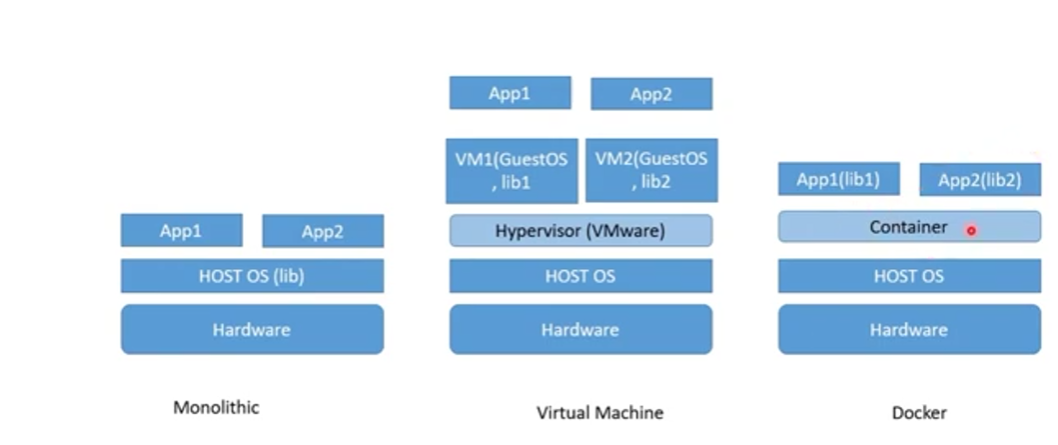 App1
App2
HOST OS (lib)
Hardware
Monolithic
App1
App2
VM1(GuestOS
, lib1
VM2(GuestOS
, lib2
Hypervisor (VMware)
HOST OS
Hardware
Virtual Machine
App1(lib1)
App2(lib2)
Container
HOST OS
Hardware
Docker